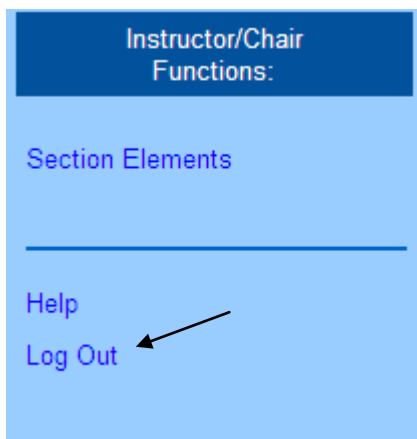 Instructor/Chair
Functions:
Section Elements
Help
Log Out